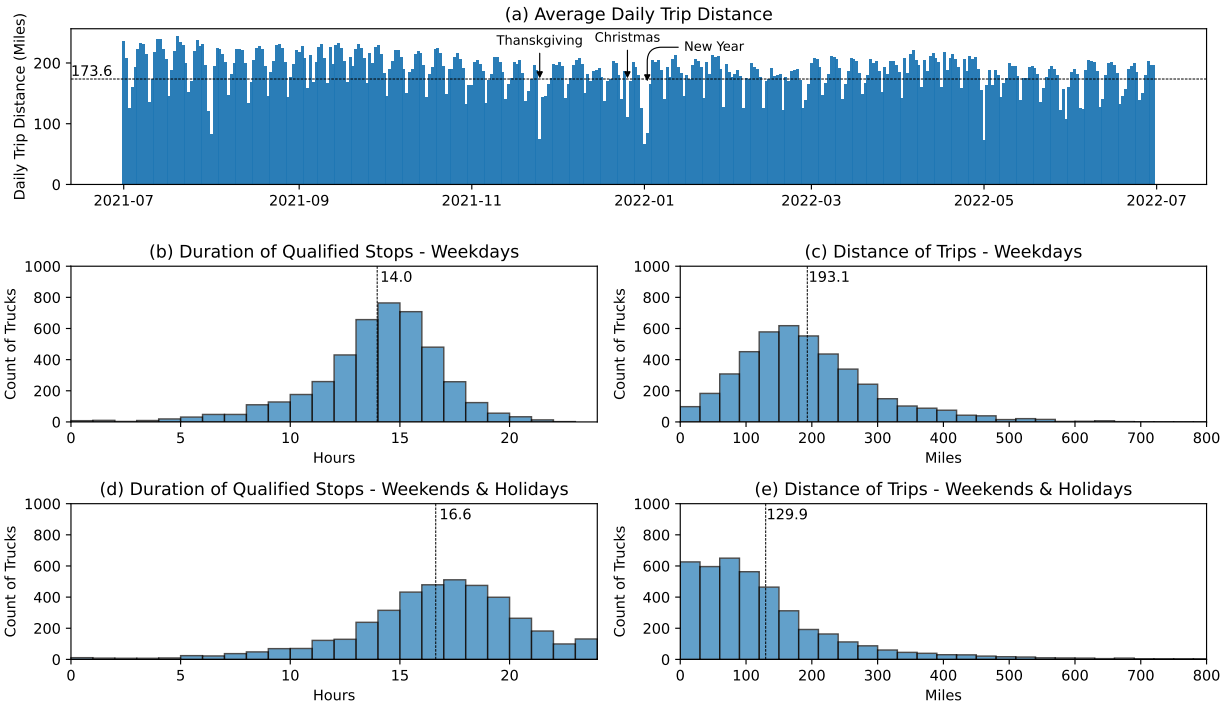 (a) Average Daily Trip Distance
Daily Trip Distance (Miles)
200
100
0
173.6
Thanskgiving
Christmas
New Year
2021-07 2021-09 2021-11 2022-01 2022-03 2022-05 2022-07
(b) Duration of Qualified Stops - Weekdays
Count of Trucks
1000
800
600
400
200
0
14.0
0 5 10 15 20
Hours
(c) Distance of Trips - Weekdays
Count of Trucks
1000
800
600
400
200
0
193.1
0 100 200 300 400 500 600 700 800
Miles
(d) Duration of Qualified Stops - Weekends & Holidays
Count of Trucks
1000
800
600
400
200
0
16.6
0 5 10 15 20
Hours
(e) Distance of Trips - Weekends & Holidays
Count of Trucks
1000
800
600
400
200
0
129.9
0 100 200 300 400 500 600 700 800
Miles